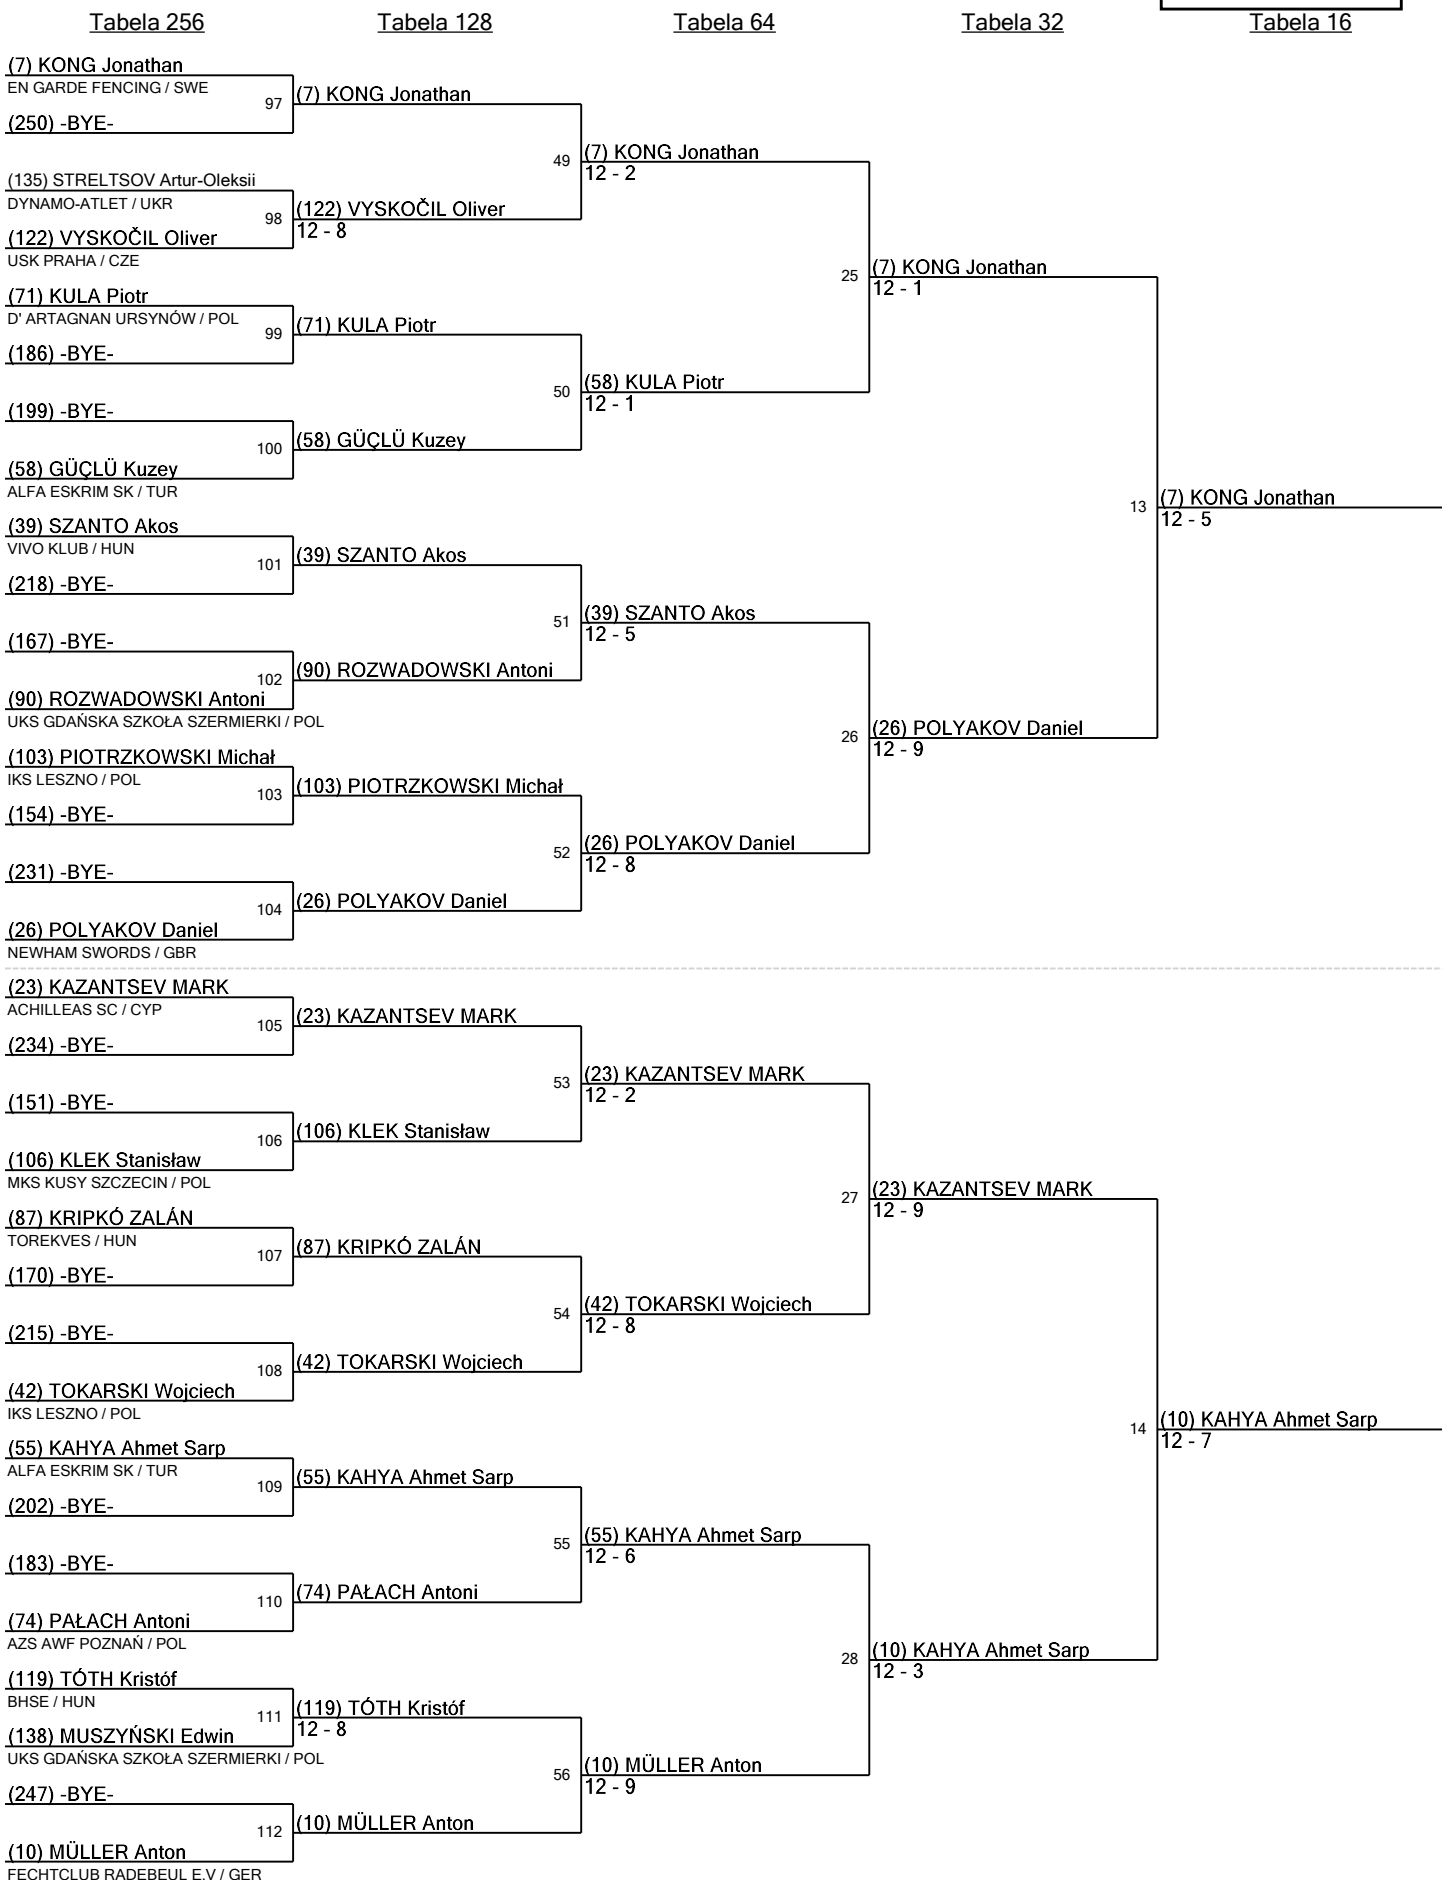 Tabela 256
Tabela 128
Tabela 64
Tabela 32
Tabela 16
(7) KONG Jonathan
EN GARDE FENCING / SWE
97
(250) -BYE-
(7) KONG Jonathan
(135) STRELTSOV Artur-Oleksii
DYNAMO-ATLET / UKR
98
(122) VYSKOČIL Oliver
USK PRAHA / CZE
(122) VYSKOČIL Oliver
12 - 8
49
(7) KONG Jonathan
12 - 2
(71) KULA Piotr
D' ARTAGNAN URSYNÓW / POL
99
(186) -BYE-
(71) KULA Piotr
(199) -BYE-
100
(58) GÜÇLÜ Kuzey
ALFA ESKRIM SK / TUR
(58) GÜÇLÜ Kuzey
50
(58) KULA Piotr
12 - 1
25
(7) KONG Jonathan
12 - 1
(39) SZANTO Akos
VIVO KLUB / HUN
101
(218) -BYE-
(39) SZANTO Akos
(167) -BYE-
102
(90) ROZWADOWSKI Antoni
UKS GDAŃSKA SZKOŁA SZERMIERKI / POL
(90) ROZWADOWSKI Antoni
51
(39) SZANTO Akos
12 - 5
(103) PIOTRZKOWSKI Michał
IKS LESZNO / POL
103
(154) -BYE-
(103) PIOTRZKOWSKI Michał
(231) -BYE-
104
(26) POLYAKOV Daniel
NEWHAM SWORDS / GBR
(26) POLYAKOV Daniel
52
(26) POLYAKOV Daniel
12 - 8
26
(26) POLYAKOV Daniel
12 - 9
13
(7) KONG Jonathan
12 - 5
(23) KAZANTSEV MARK
ACHILLEAS SC / CYP
105
(234) -BYE-
(23) KAZANTSEV MARK
(151) -BYE-
106
(106) KLEK Stanisław
MKS KUSY SZCZECIN / POL
(106) KLEK Stanisław
53
(23) KAZANTSEV MARK
12 - 2
(87) KRIPKÓ ZALÁN
TOREKVES / HUN
107
(170) -BYE-
(87) KRIPKÓ ZALÁN
(215) -BYE-
108
(42) TOKARSKI Wojciech
IKS LESZNO / POL
(42) TOKARSKI Wojciech
54
(42) TOKARSKI Wojciech
12 - 8
27
(23) KAZANTSEV MARK
12 - 9
(55) KAHYA Ahmet Sarp
ALFA ESKRIM SK / TUR
109
(202) -BYE-
(55) KAHYA Ahmet Sarp
(183) -BYE-
110
(74) PAŁACH Antoni
AZS AWF POZNAŃ / POL
(74) PAŁACH Antoni
55
(55) KAHYA Ahmet Sarp
12 - 6
(119) TÓTH Kristóf
BHSE / HUN
111
(138) MUSZYŃSKI Edwin
UKS GDAŃSKA SZKOŁA SZERMIERKI / POL
(119) TÓTH Kristóf
12 - 8
(247) -BYE-
112
(10) MÜLLER Anton
FECHTCLUB RADEBEUL E.V / GER
(10) MÜLLER Anton
56
(10) MÜLLER Anton
12 - 9
28
(10) KAHYA Ahmet Sarp
12 - 3
14
(10) KAHYA Ahmet Sarp
12 - 7